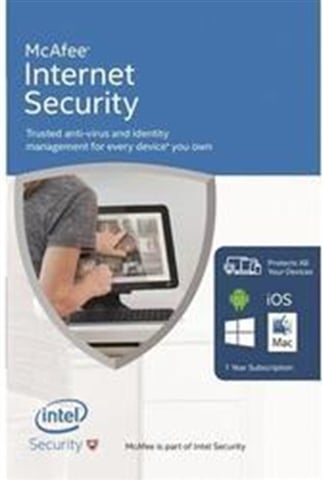 McAfee®
Internet
Security
Trusted anti-virus and identity
management for every device* you own
Protects All
Your Devices
iOS
Mac
1 Year Subscription
intel
Security
McAfee is part of Intel Security